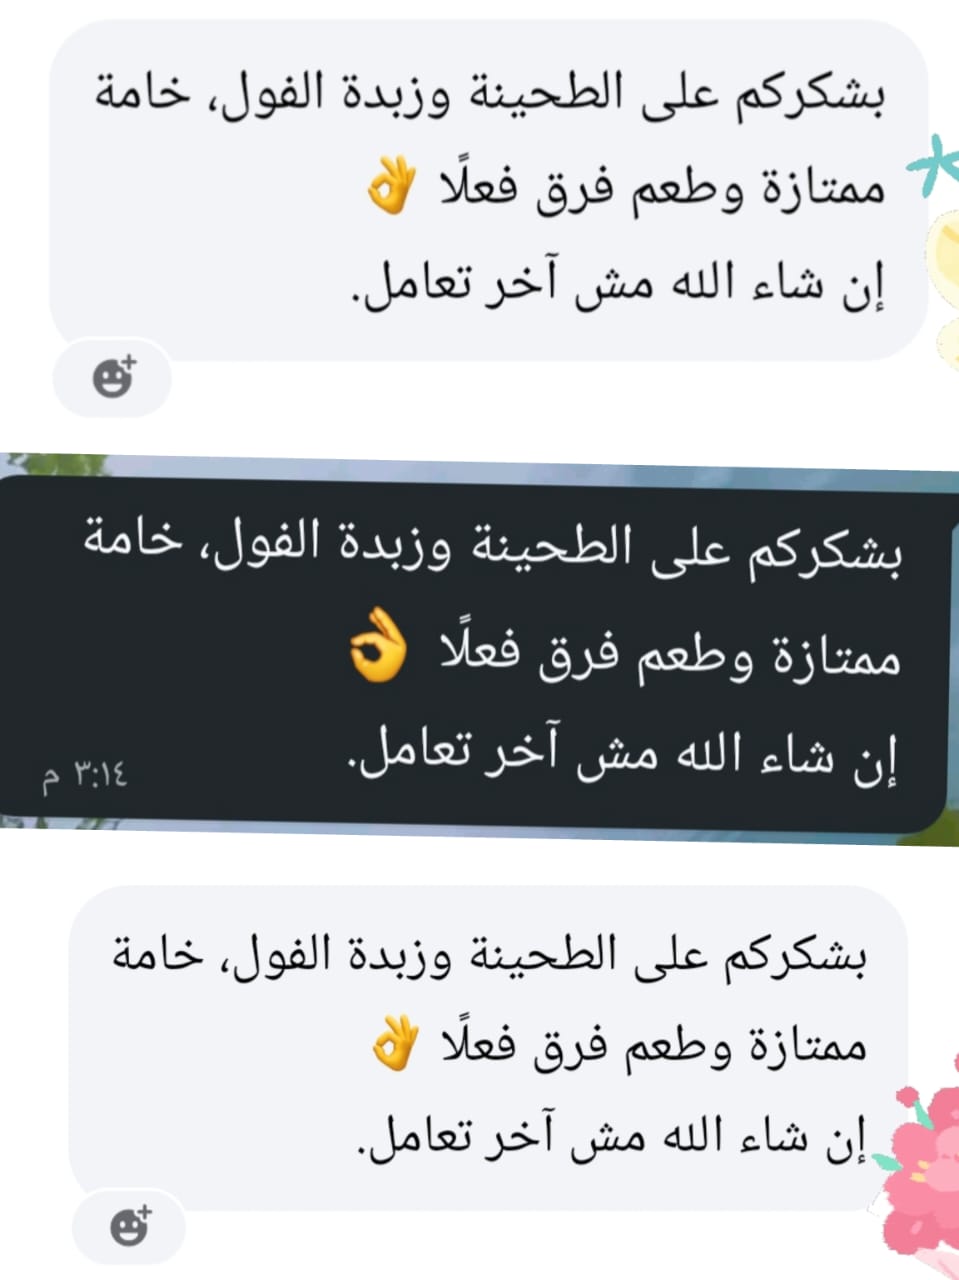 بشكركم على الطحينة وزبدة الفول، خامة
ممتازة وطعم فرق فعلًا 👌
إن شاء الله مش آخر تعامل.
بشكركم على الطحينة وزبدة الفول، خامة
ممتازة وطعم فرق فعلًا 👌
إن شاء الله مش آخر تعامل.
٣:١٤ م
بشكركم على الطحينة وزبدة الفول، خامة
ممتازة وطعم فرق فعلًا 👌
إن شاء الله مش آخر تعامل.